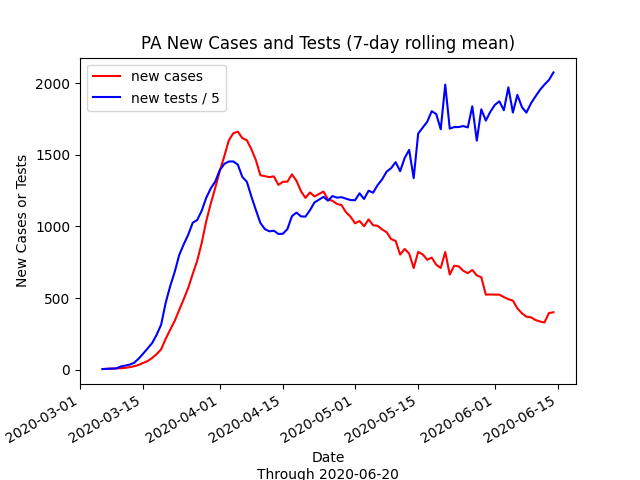 PA New Cases and Tests (7-day rolling mean)
new cases
new tests / 5
New Cases or Tests
2000
1500
1000
500
0
2020-03-01
2020-03-15
2020-04-01
2020-04-15
2020-05-01
2020-05-15
2020-06-01
2020-06-15
Date
Through 2020-06-20